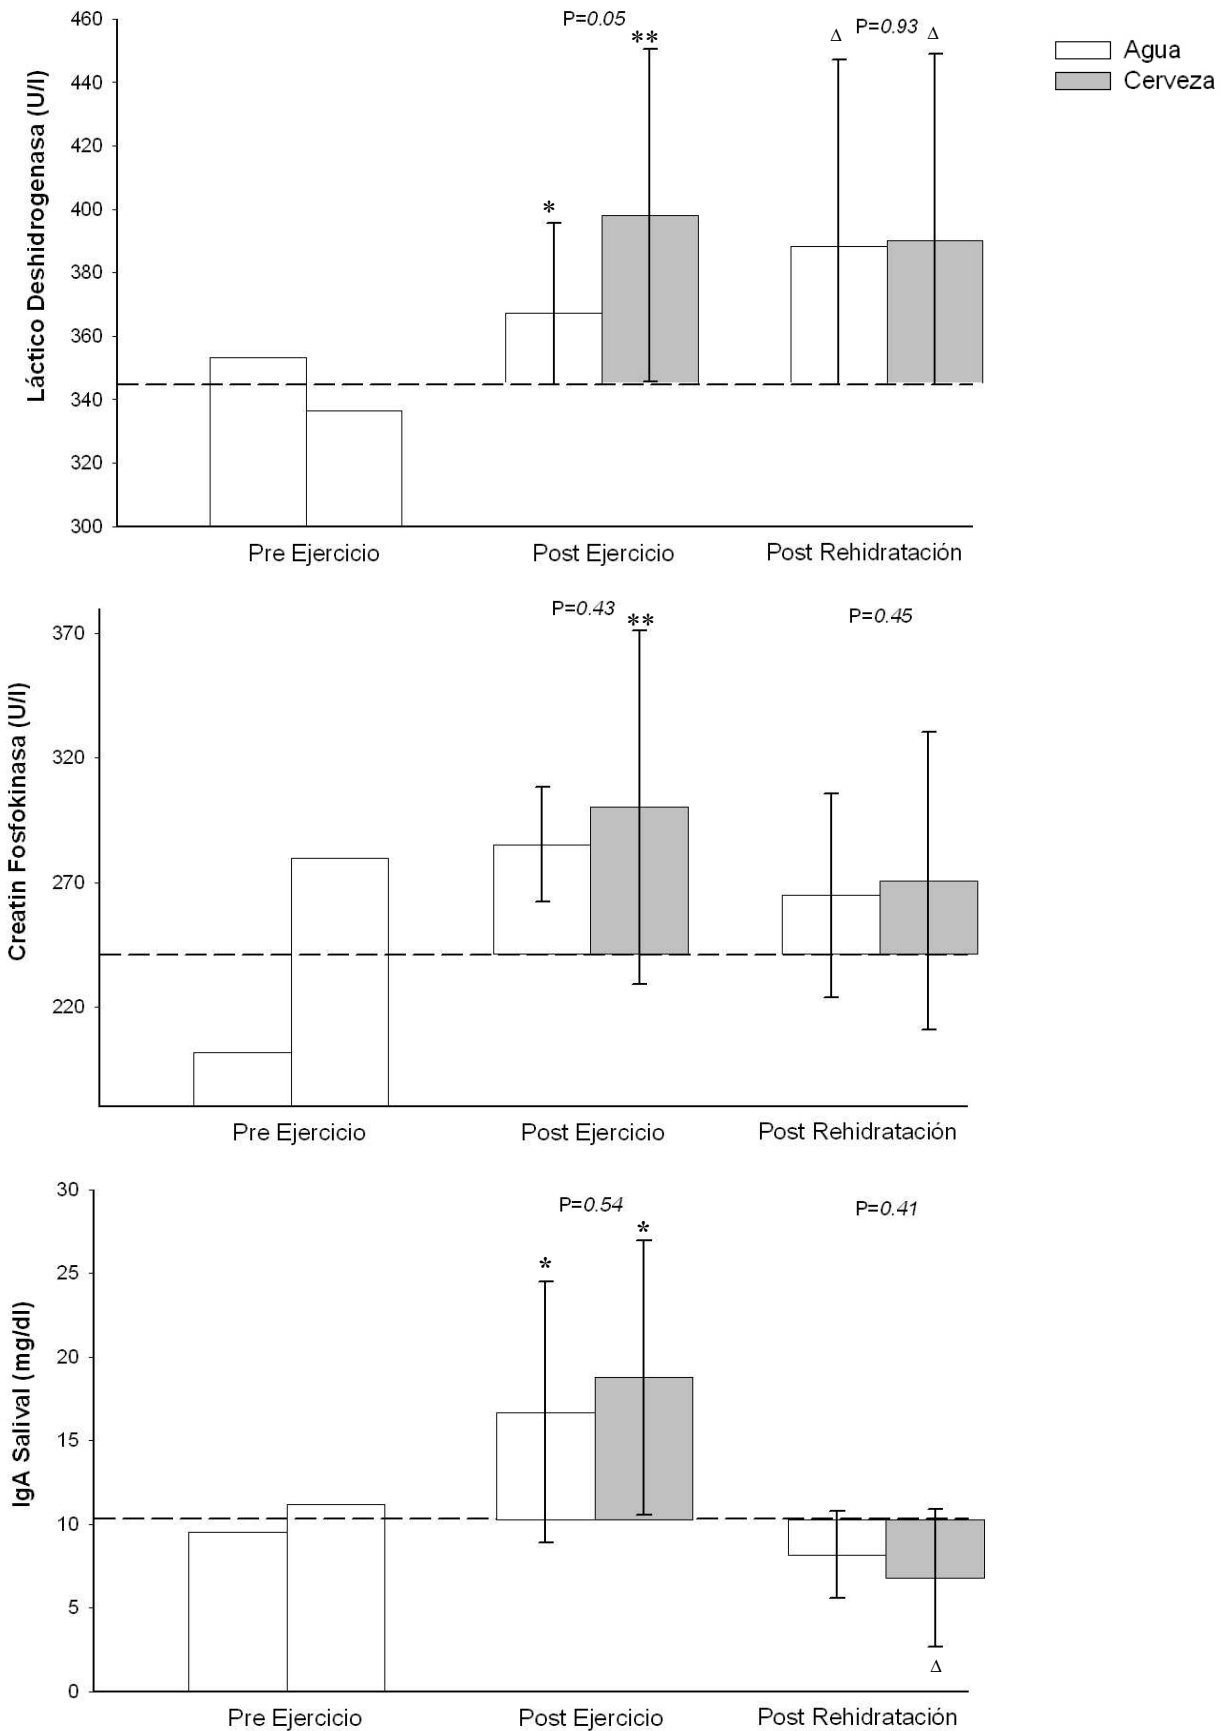 P=0.05
P=0.93
** Δ Δ
*
Agua
Cerveza
Láctico Deshidrogenasa (U/I)
460
440
420
400
380
360
340
320
300
Pre Ejercicio
Post Ejercicio
Post Rehidratación
P=0.43
P=0.45
**
Creatin Fosfokinasa (U/I)
370
320
270
220
Pre Ejercicio
Post Ejercicio
Post Rehidratación
P=0.54
P=0.41
*
*
IgA Salival (mg/dl)
30
25
20
15
10
5
0
Δ
Pre Ejercicio
Post Ejercicio
Post Rehidratación